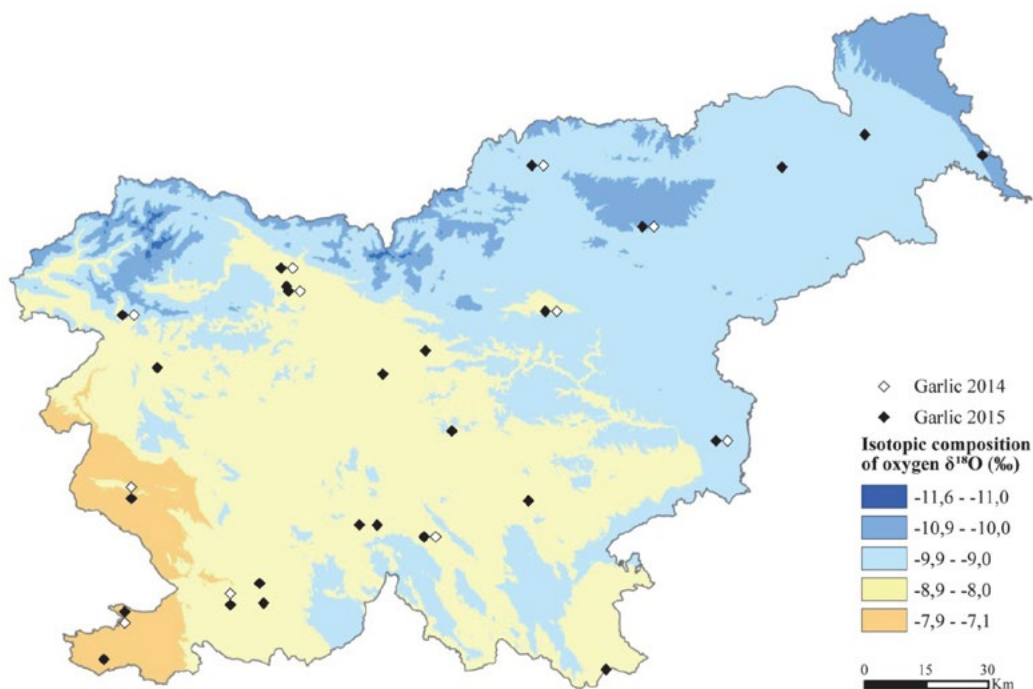 Garlic 2014
Garlic 2015
Isotopic composition
of oxygen δ¹⁸O (‰)
-11,6 - -11,0
-10,9 - -10,0
-9,9 - -9,0
-8,9 - -8,0
-7,9 - -7,1
0 15 30
Km